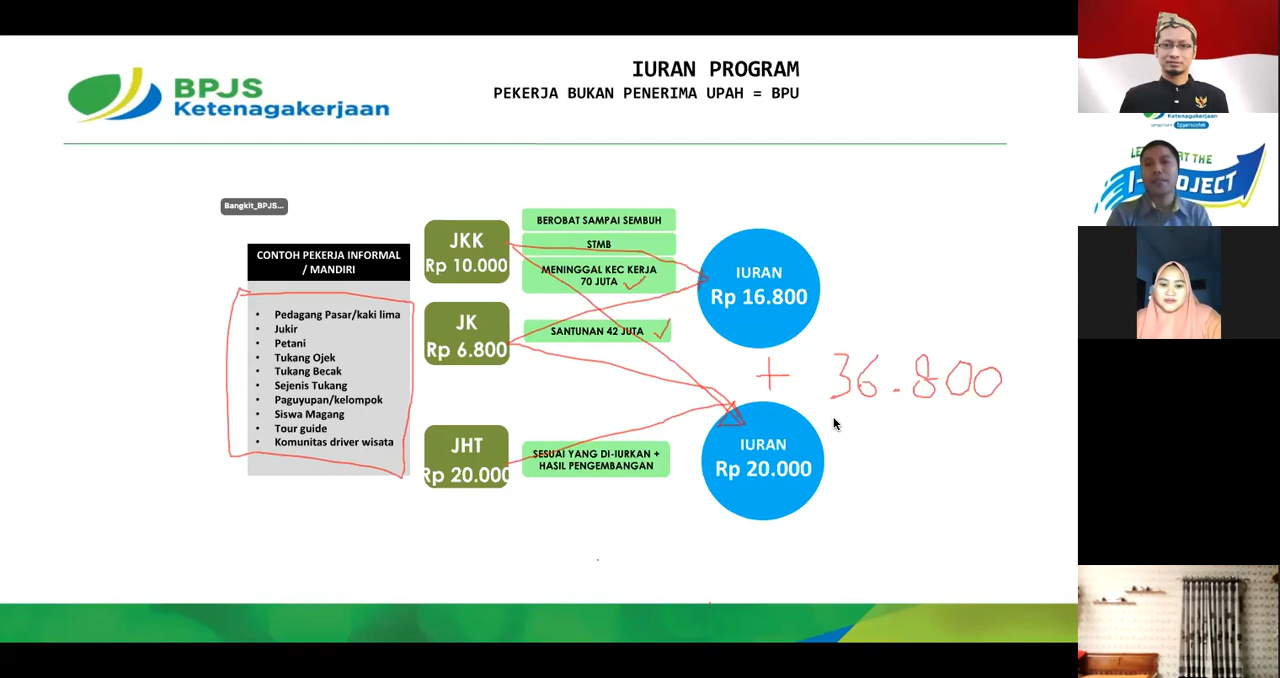 BPJS
Ketenagakerjaan
IURAN PROGRAM
PEKERJA BUKAN PENERIMA UPAH = BPU
Bangkit_BPJS...
CONTOH PEKERJA INFORMAL
/ MANDIRI
• Pedagang Pasar/kaki lima
• Jukir
• Petani
• Tukang Ojek
• Tukang Becak
• Sejenis Tukang
• Paguyupan/kelompok
• Siswa Magang
• Tour guide
• Komunitas driver wisata
JKK
Rp 10.000
BEROBAT SAMPAI SEMBUH
STMB
MENINGGAL KEC KERJA
70 JUTA
JK
Rp 6.800
SANTUNAN 42 JUTA
JHT
Rp 20.000
SESUAI YANG DI-IURKAN +
HASIL PENGEMBANGAN
IURAN
Rp 16.800
+ 36.800
IURAN
Rp 20.000
Ketenagakerjaan
THE